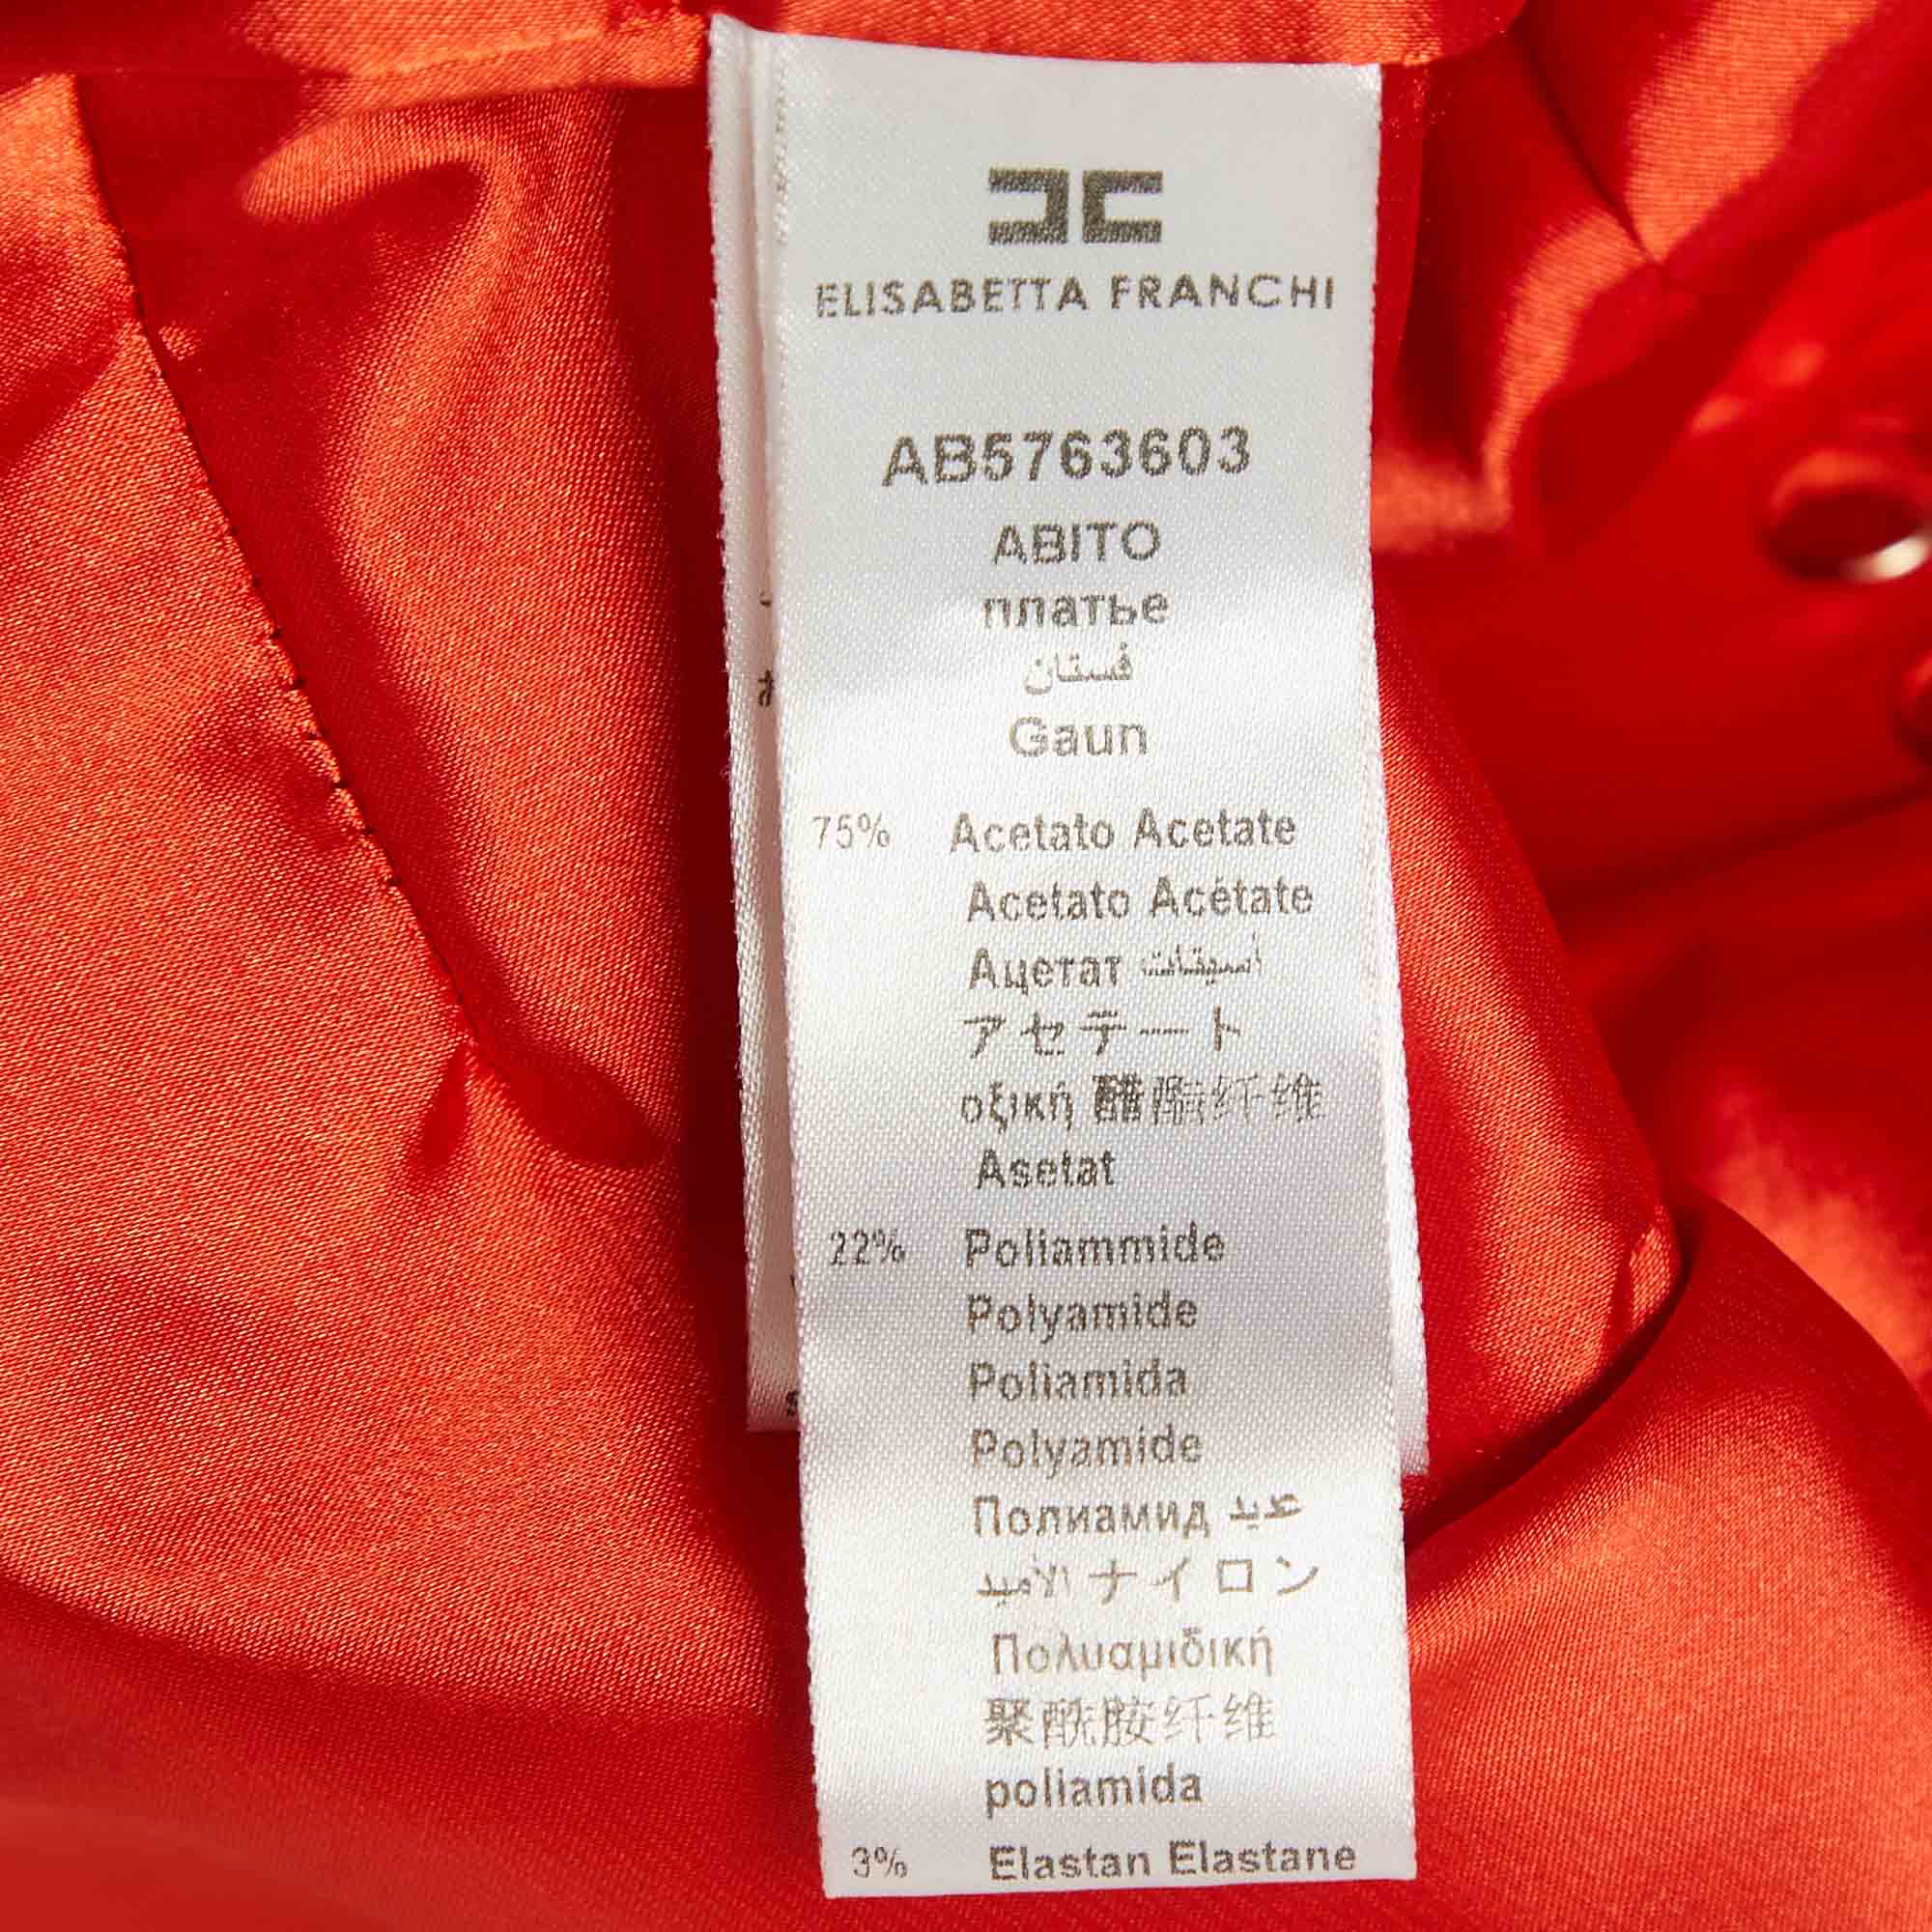 ELISABETTA FRANCHI
AB5763603
ABITO
платье
فستان
Gaun
75% Acetato Acetate
Acetato Acétate
Ацетат أسيتات
アセテート
οξική 醋酯纤维
Asetat
22% Poliammide
Polyamide
Poliamida
Polyamide
Полиамид عديد
الأميد ナイロン
Πολυαμιδική
聚酰胺纤维
poliamida
3% Elastan Elastane